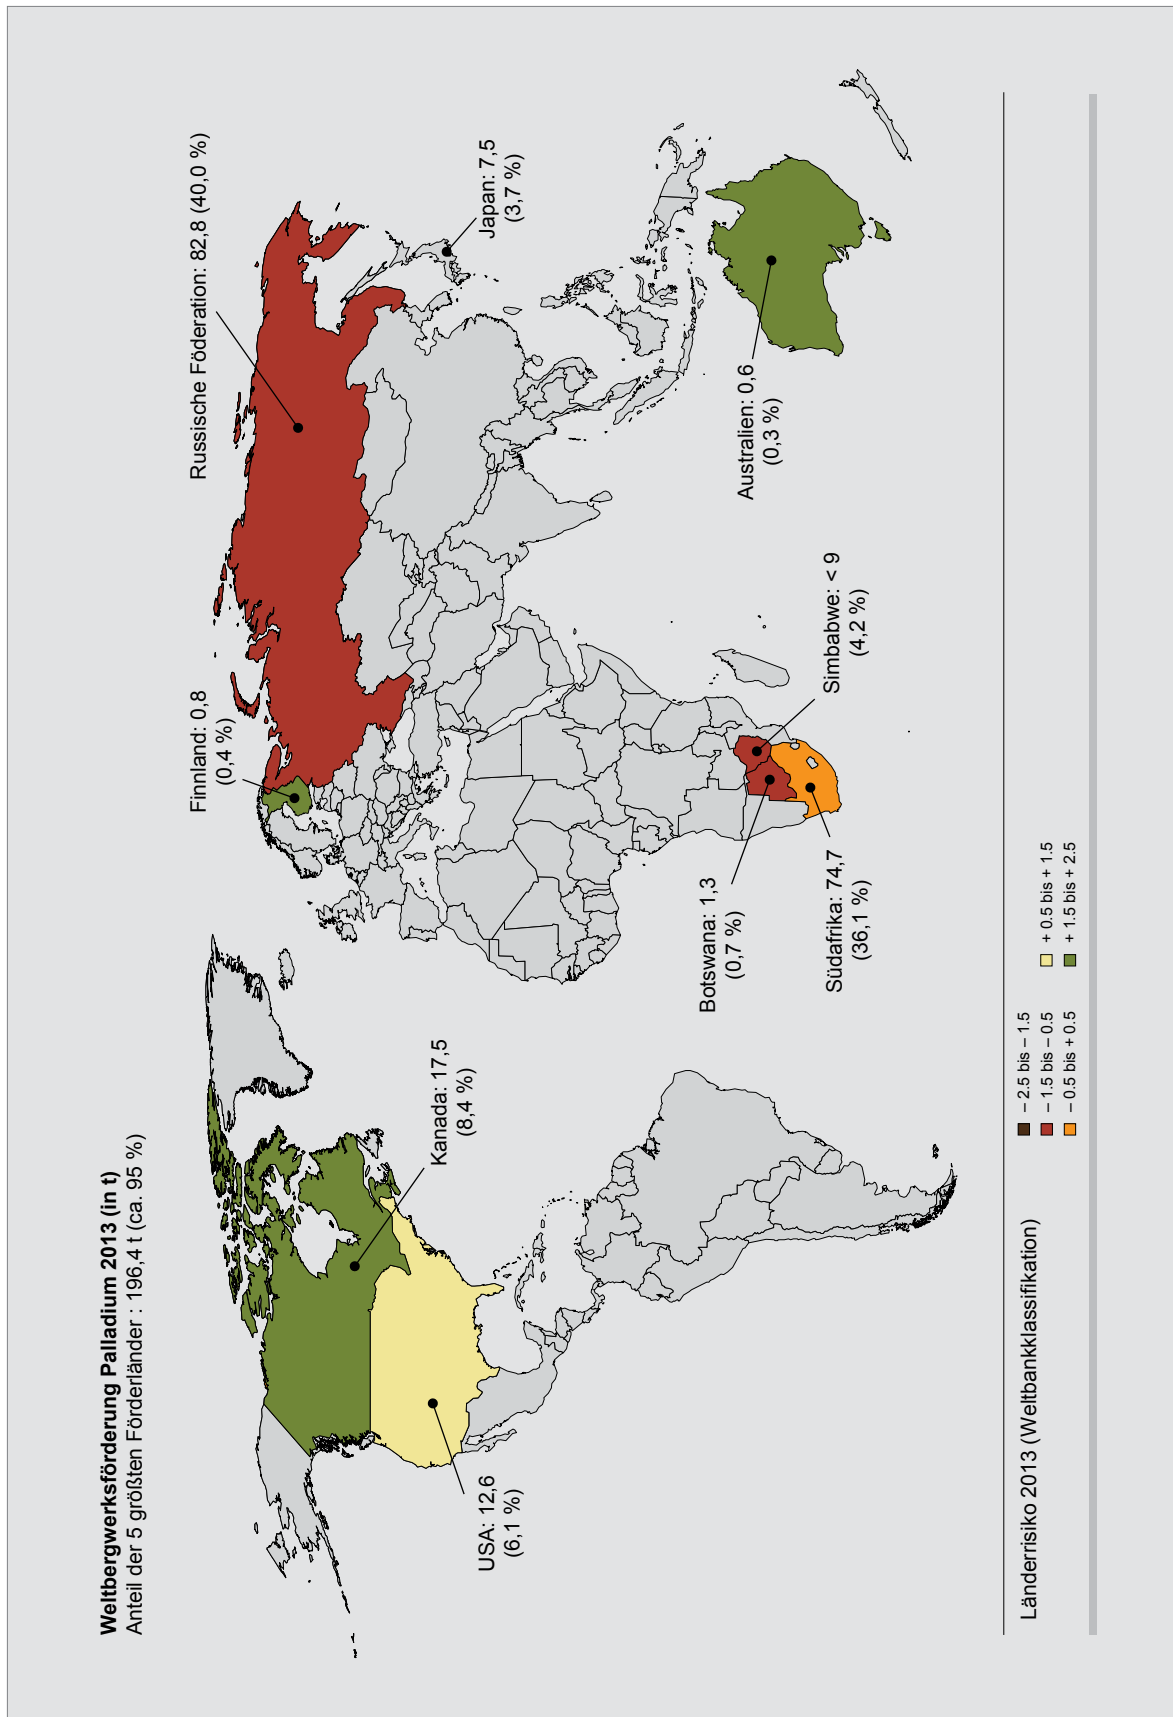 Weltbergwerksförderung Palladium 2013 (in t)
Anteil der 5 größten Förderländer : 196,4 t (ca. 95 %)
Russische Föderation: 82,8 (40,0 %)
Finnland: 0,8
(0,4 %)
Kanada: 17,5
(8,4 %)
USA: 12,6
(6,1 %)
Japan: 7,5
(3,7 %)
Australien: 0,6
(0,3 %)
Simbabwe: < 9
(4,2 %)
Botswana: 1,3
(0,7 %)
Südafrika: 74,7
(36,1 %)
Länderrisiko 2013 (Weltbankklassifikation)
– 2.5 bis – 1.5
– 1.5 bis – 0.5
– 0.5 bis + 0.5
+ 0.5 bis + 1.5
+ 1.5 bis + 2.5